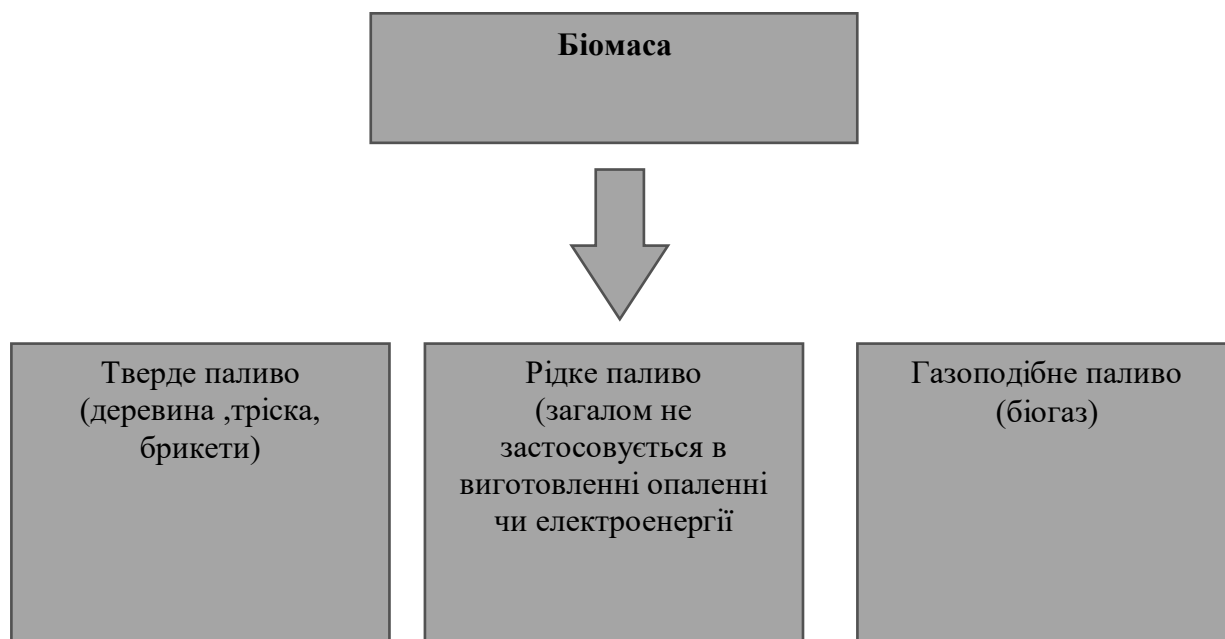 Біомаса
Тверде паливо
(деревина ,тріска,
брикети)
Рідке паливо
(загалом не
застосовується в
виготовленні опаленні
чи електроенергії
Газоподібне паливо
(біогаз)